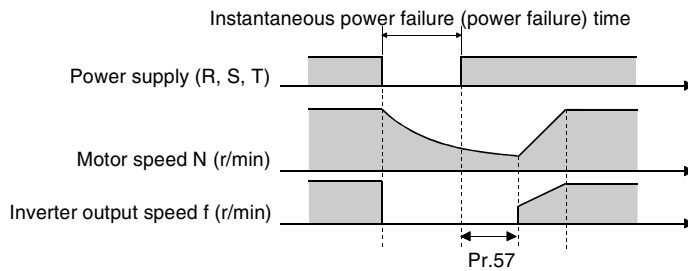 Instantaneous power failure (power failure) time
Power supply (R, S, T)
Motor speed N (r/min)
Inverter output speed f (r/min)
Pr.57